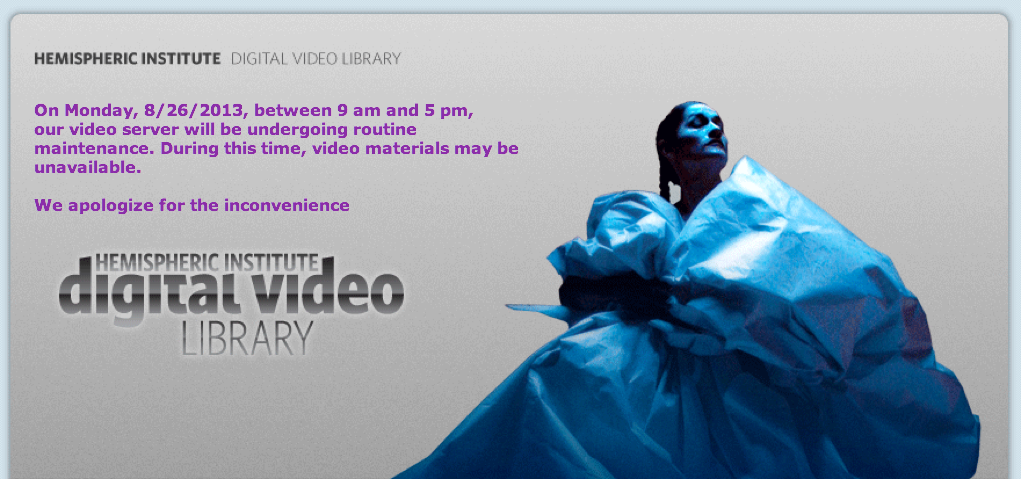 HEMISPHERIC INSTITUTE DIGITAL VIDEO LIBRARY
On Monday, 8/26/2013, between 9 am and 5 pm,
our video server will be undergoing routine
maintenance. During this time, video materials may be
unavailable.
We apologize for the inconvenience
HEMISPHERIC INSTITUTE
digital video
LIBRARY